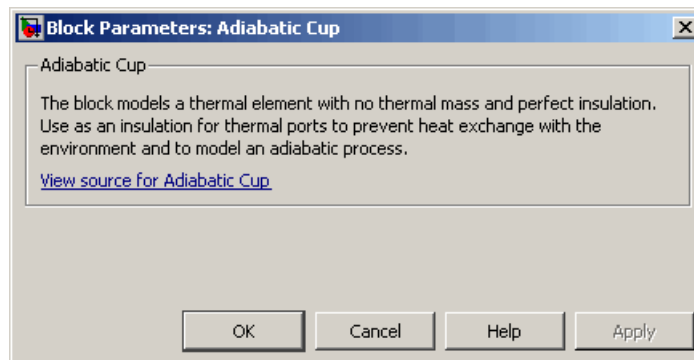 Block Parameters: Adiabatic Cup
Adiabatic Cup
The block models a thermal element with no thermal mass and perfect insulation.
Use as an insulation for thermal ports to prevent heat exchange with the
environment and to model an adiabatic process.
View source for Adiabatic Cup
OK Cancel Help Apply